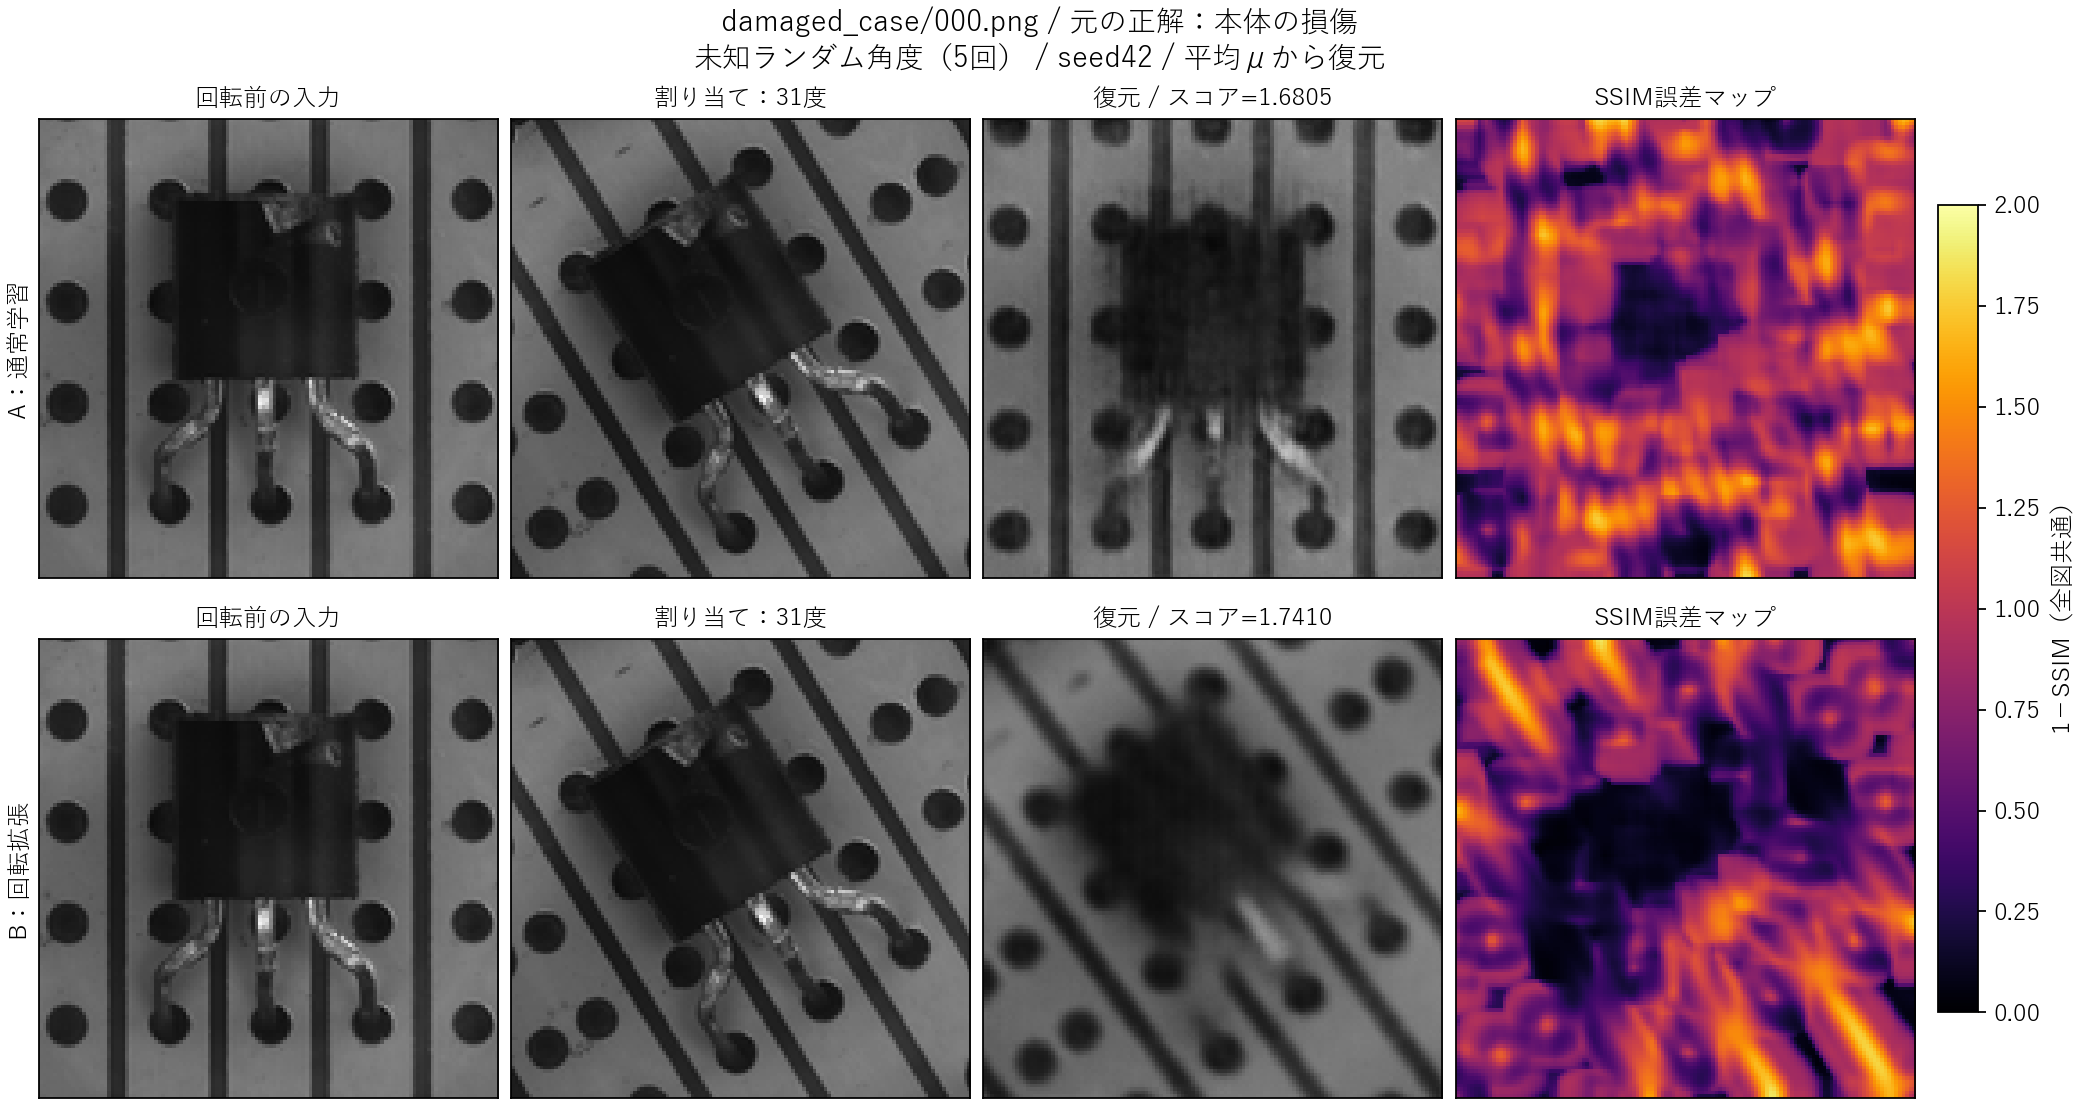 damaged_case/000.png / 元の正解：本体の損傷
未知ランダム角度（5回） / seed42 / 平均μから復元
回転前の入力
割り当て：31度
復元 / スコア=1.6805
SSIM誤差マップ
A：通常学習
回転前の入力
割り当て：31度
復元 / スコア=1.7410
SSIM誤差マップ
B：回転拡張
2.00
1.75
1.50
1.25
1.00
0.75
0.50
0.25
0.00
1−SSIM（全図共通）